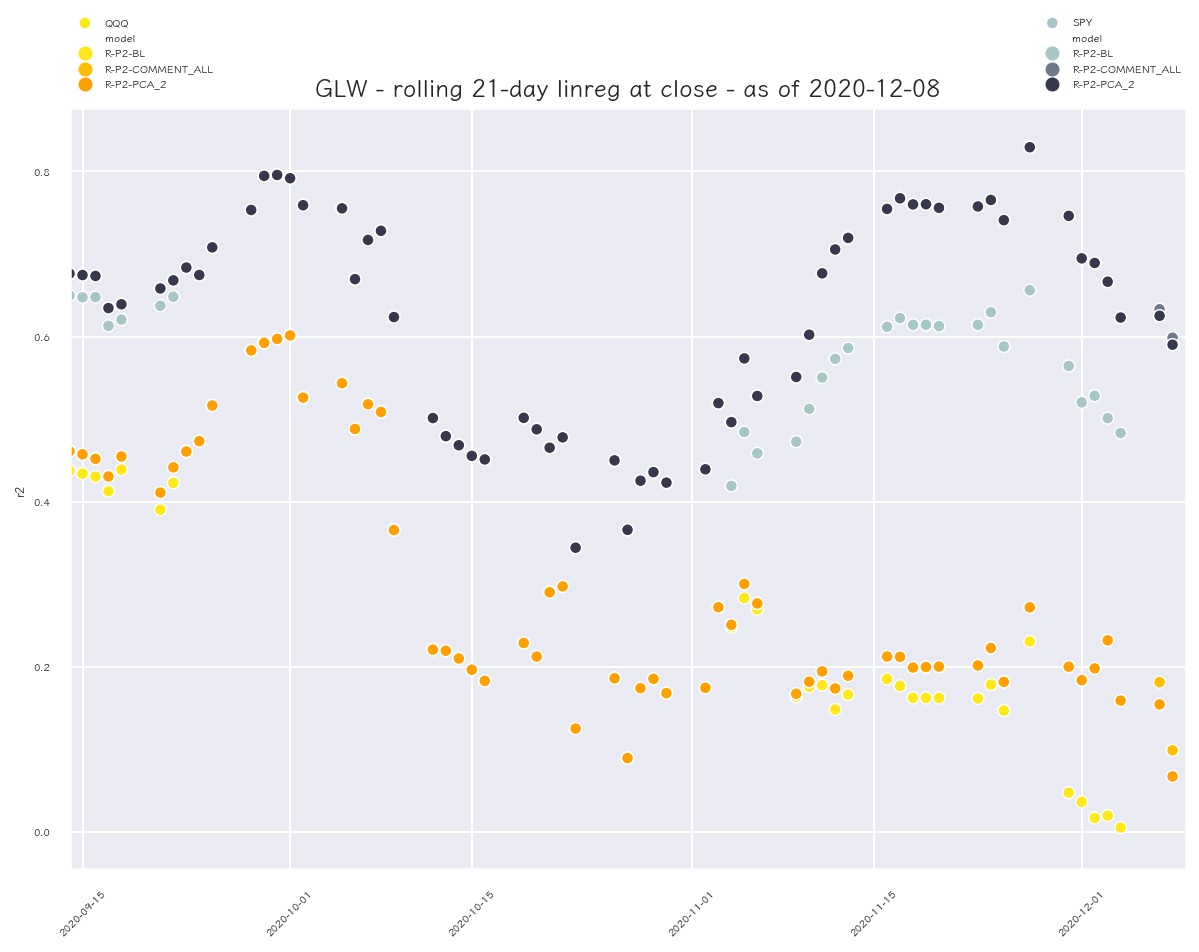 QQQ
model
R-P2-BL
R-P2-COMMENT_ALL
R-P2-PCA_2
SPY
model
R-P2-BL
R-P2-COMMENT_ALL
R-P2-PCA_2
GLW - rolling 21-day linreg at close - as of 2020-12-08
r2
0.8
0.6
0.4
0.2
0.0
2020-09-15
2020-10-01
2020-10-15
2020-11-01
2020-11-15
2020-12-01